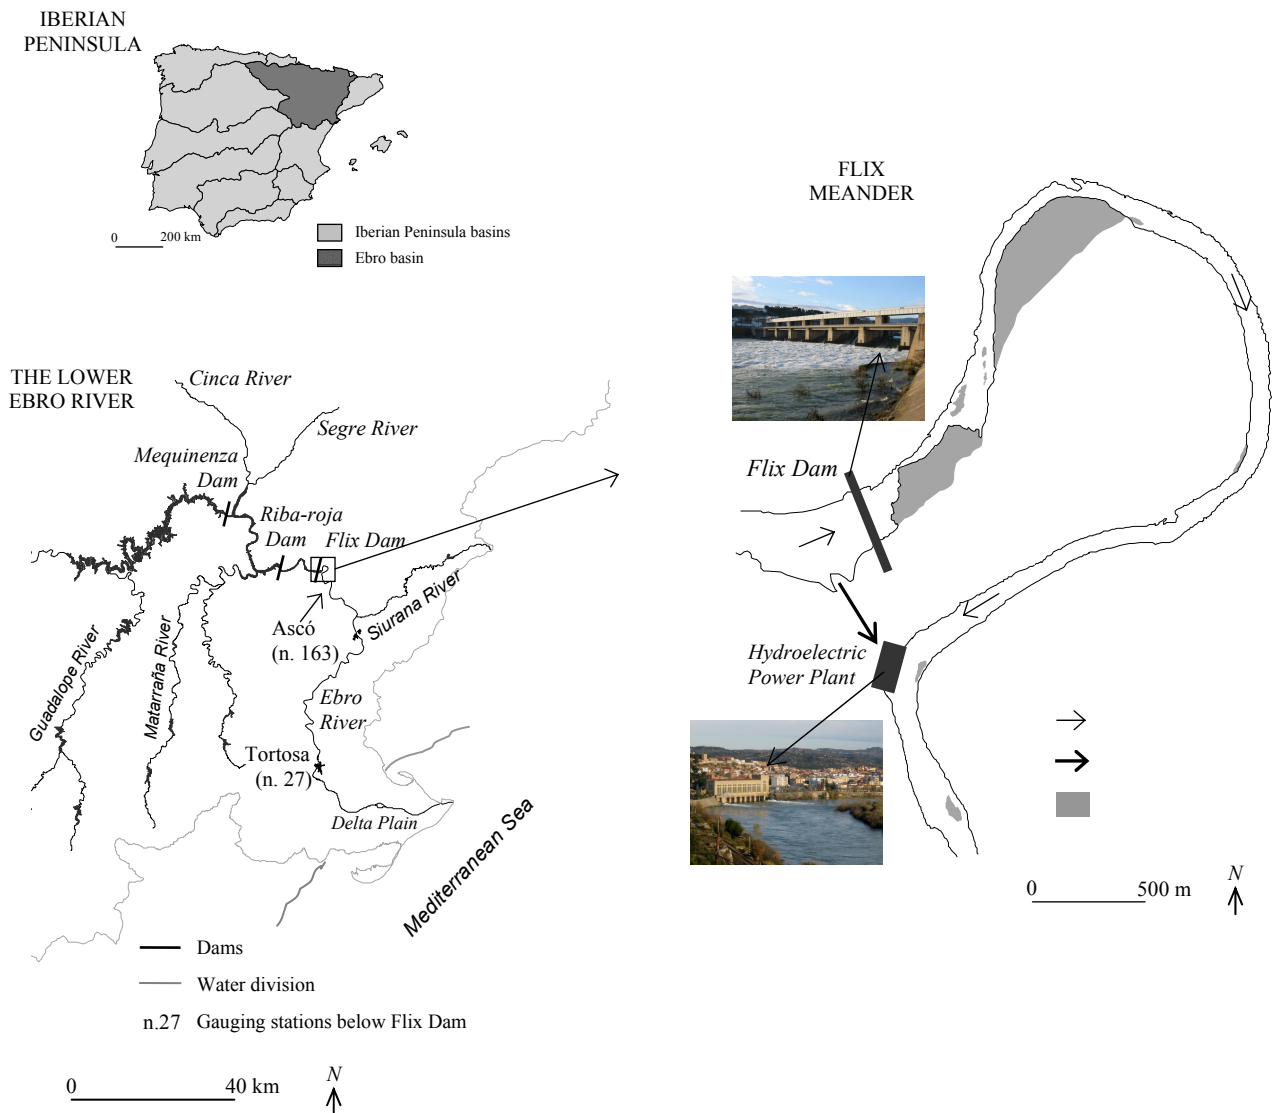 IBERIAN
PENINSULA
0
200 km
Iberian Peninsula basins
Ebro basin
THE LOWER
EBRO RIVER
Cinca River
Segre River
Mequinenza
Dam
Riba-roja
Dam
Flix Dam
Siurana River
Ascó
(n. 163)
Guadalope River
Matarraña River
Ebro
River
Tortosa
(n. 27)
Delta Plain
Mediterranean Sea
Dams
Water division
n.27 Gauging stations below Flix Dam
0
40 km
N
FLIX
MEANDER
Flix Dam
Hydroelectric
Power Plant
0
500 m
N